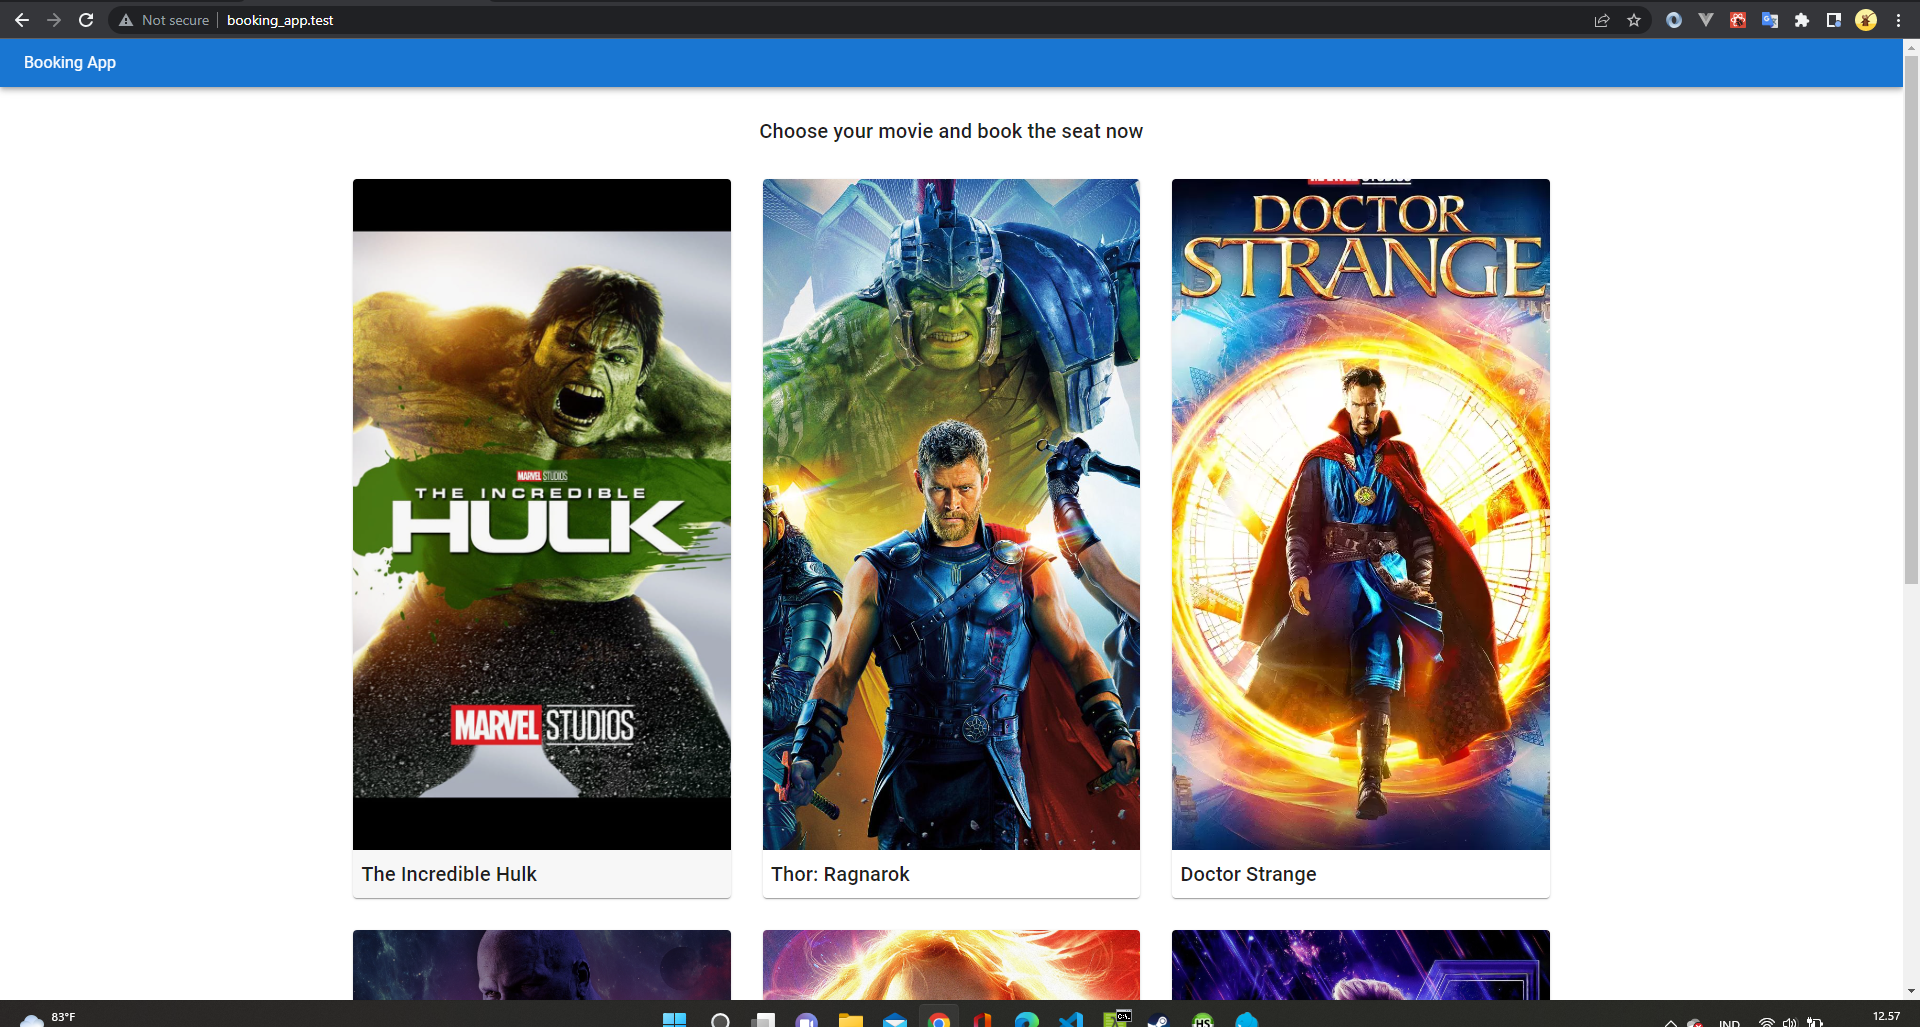 Not secure
booking_app.test
Booking App
Choose your movie and book the seat now
MARVEL STUDIOS
THE INCREDIBLE
HULK
MARVEL STUDIOS
DOCTOR
STRANGE
The Incredible Hulk
Thor: Ragnarok
Doctor Strange
83°F
C:\.
HS
IND
12.57